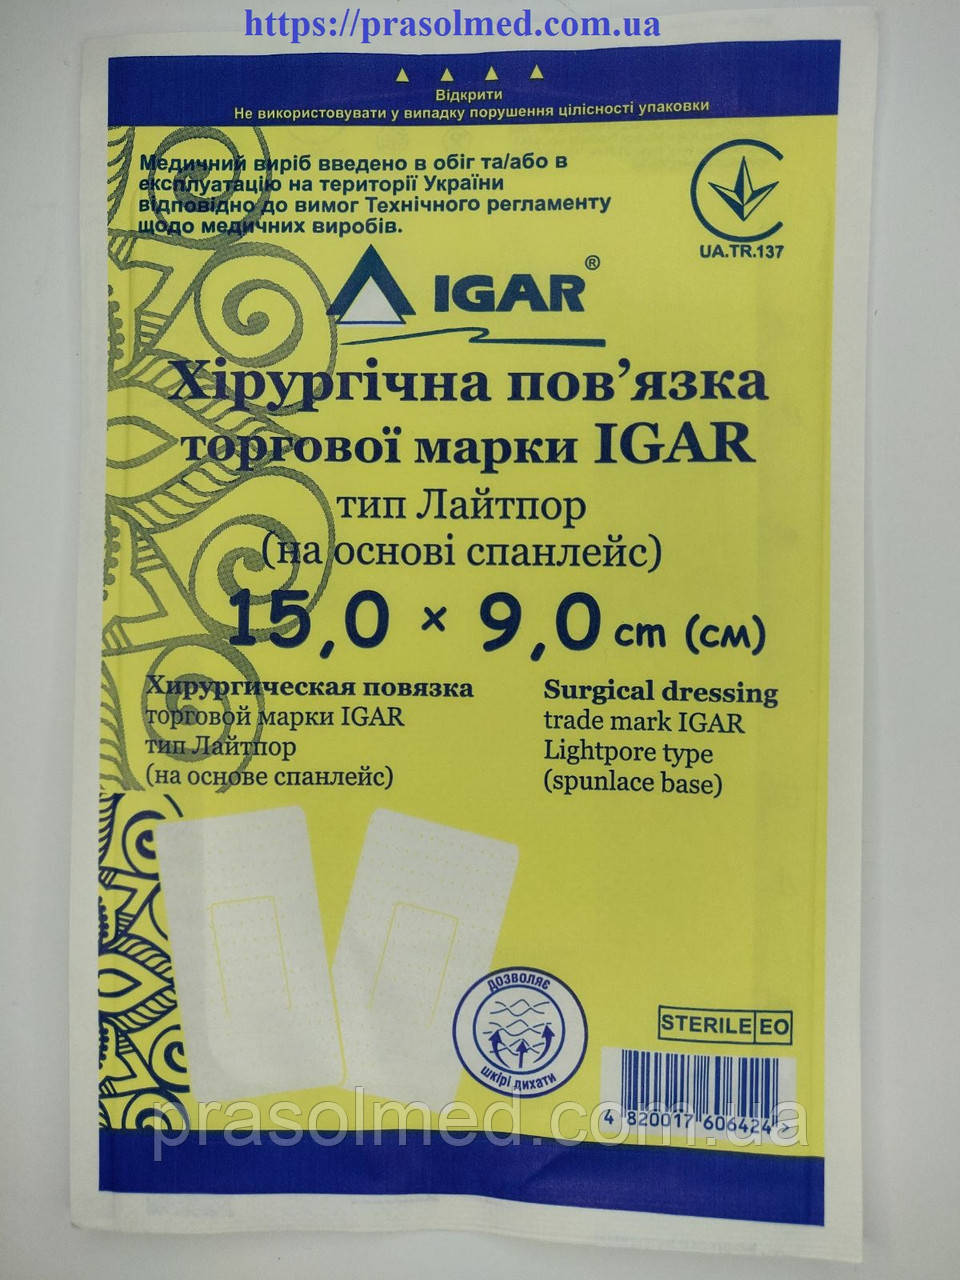 https://prasolmed.com.ua
Відкрити
Не використовувати у випадку порушення цілісності упаковки
Медичний виріб введено в обіг та/або в
експлуатацію на території України
відповідно до вимог Технічного регламенту
щодо медичних виробів.
UA.TR.137
IGAR®
Хірургічна пов’язка
торгової марки IGAR
тип Лайтпор
(на основі спанлейс)
15,0 × 9,0 cm (см)
Хирургическая повязка
торговой марки IGAR
тип Лайтпор
(на основе спанлейс)
Surgical dressing
trade mark IGAR
Lightpore type
(spunlace base)
ДОЗВОЛЯЄ
шкірі дихати
STERILE EO
4 820017 606424 >
prasolmed.com.ua